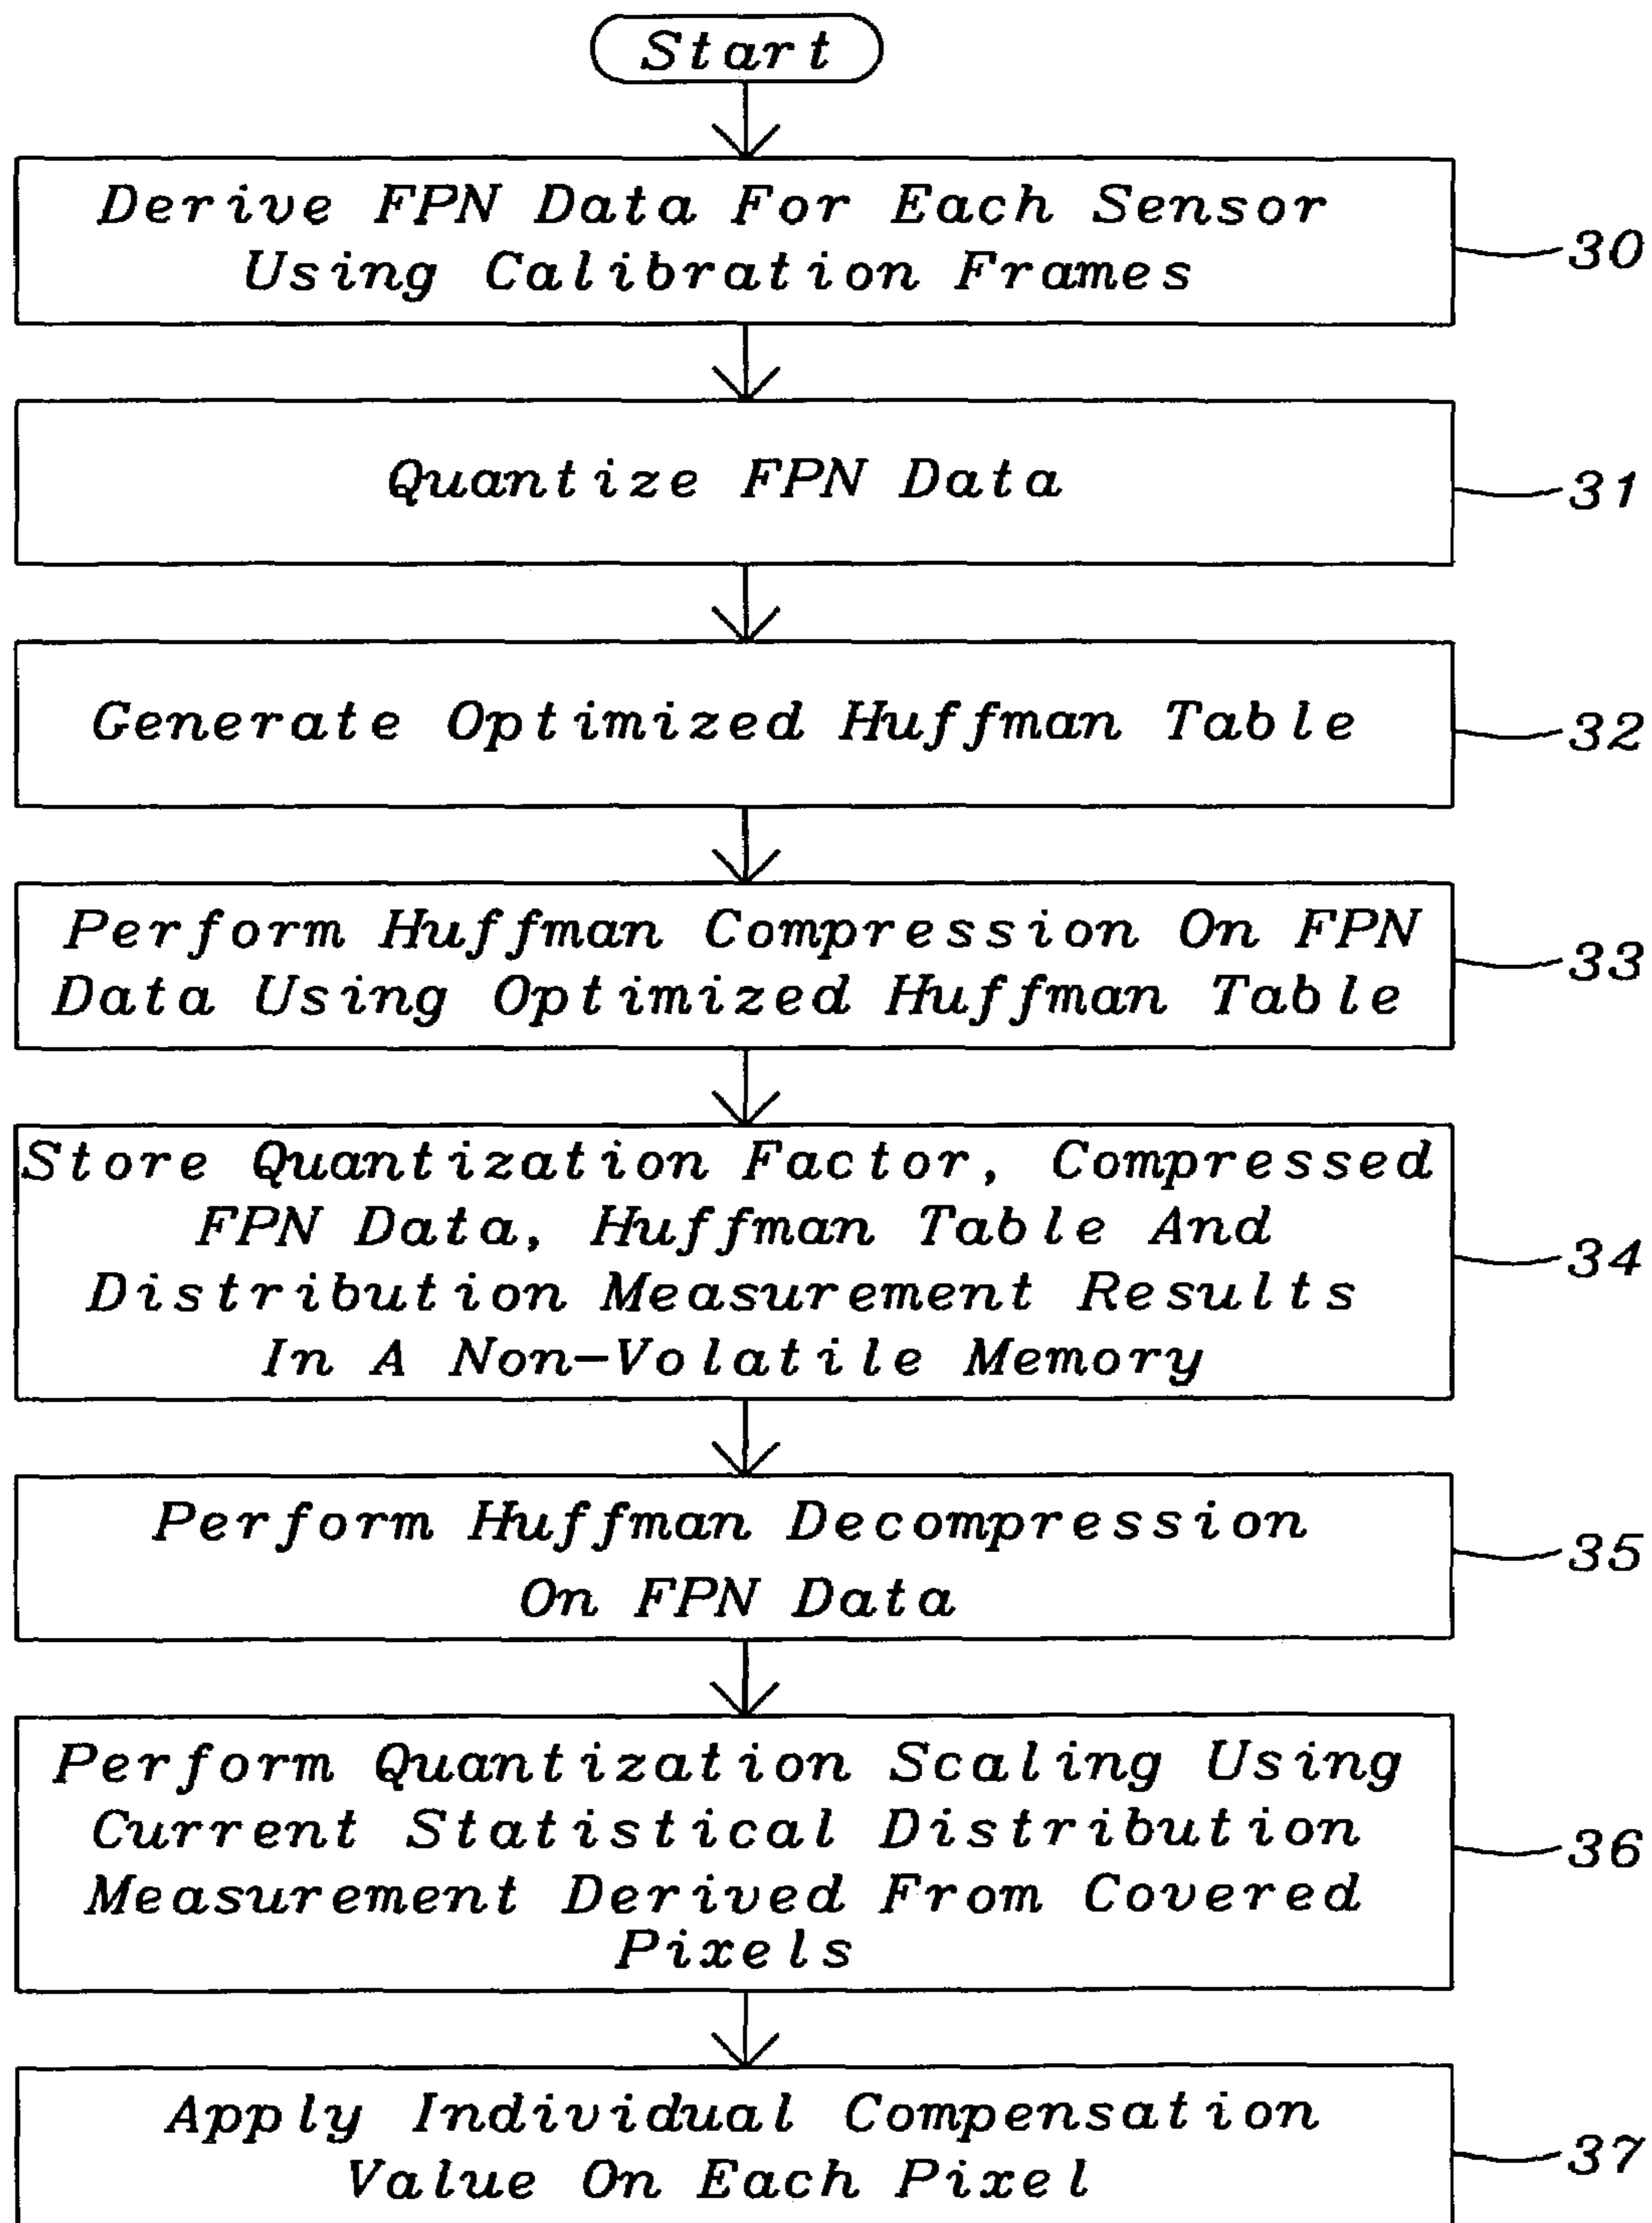 Start
Derive FPN Data For Each Sensor
Using Calibration Frames
30
Quantize FPN Data
31
Generate Optimized Huffman Table
32
Perform Huffman Compression On FPN
Data Using Optimized Huffman Table
33
Store Quantization Factor, Compressed
FPN Data, Huffman Table And
Distribution Measurement Results
In A Non-Volatile Memory
34
Perform Huffman Decompression
On FPN Data
35
Perform Quantization Scaling Using
Current Statistical Distribution
Measurement Derived From Covered
Pixels
36
Apply Individual Compensation
Value On Each Pixel
37